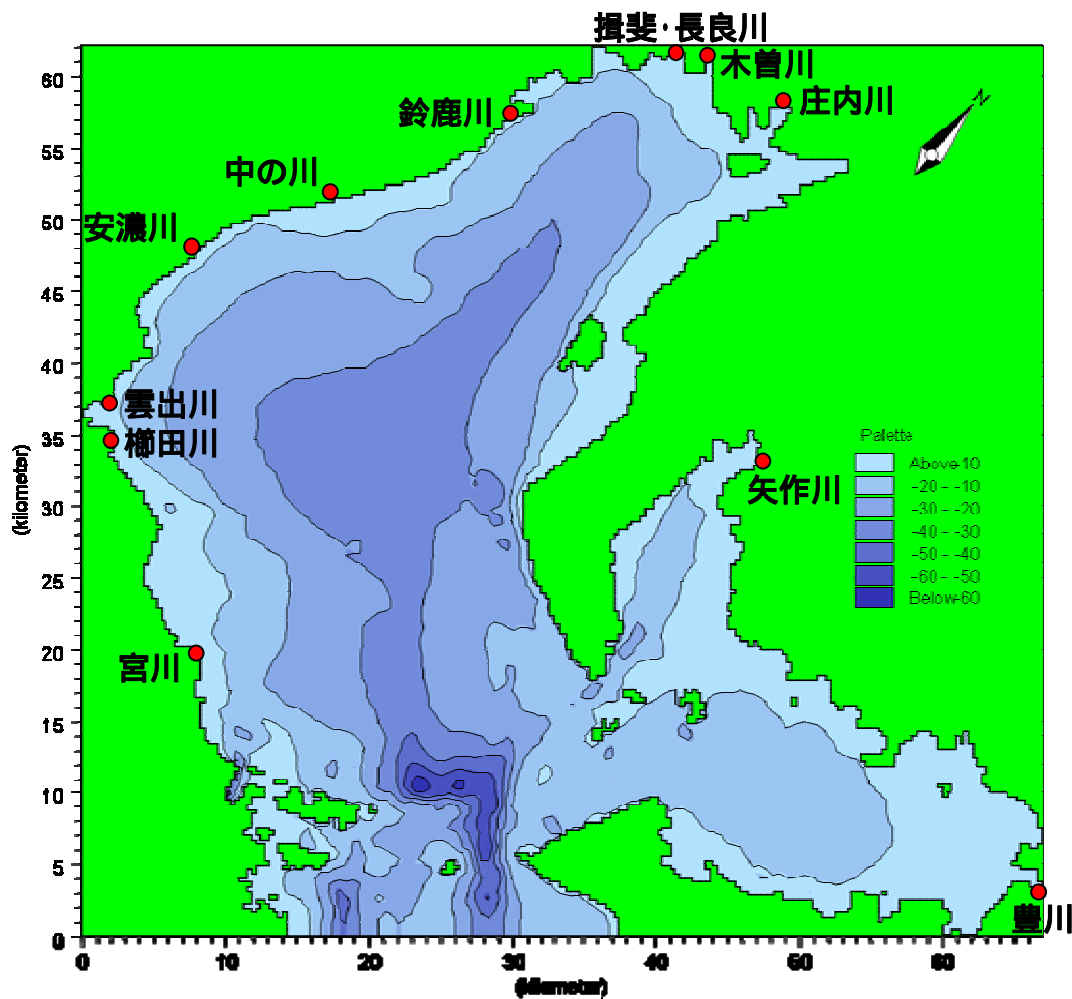 揖斐・長良川
木曽川
庄内川
鈴鹿川
中の川
安濃川
雲出川
櫛田川
宮川
矢作川
豊川
N
Palette
Above-10
-20 - -10
-30 - -20
-40 - -30
-50 - -40
-60 - -50
Below-60
60
55
50
45
40
35
30
25
20
15
10
5
0
(kilometer)
0
10
20
30
40
50
60
(kilometer)